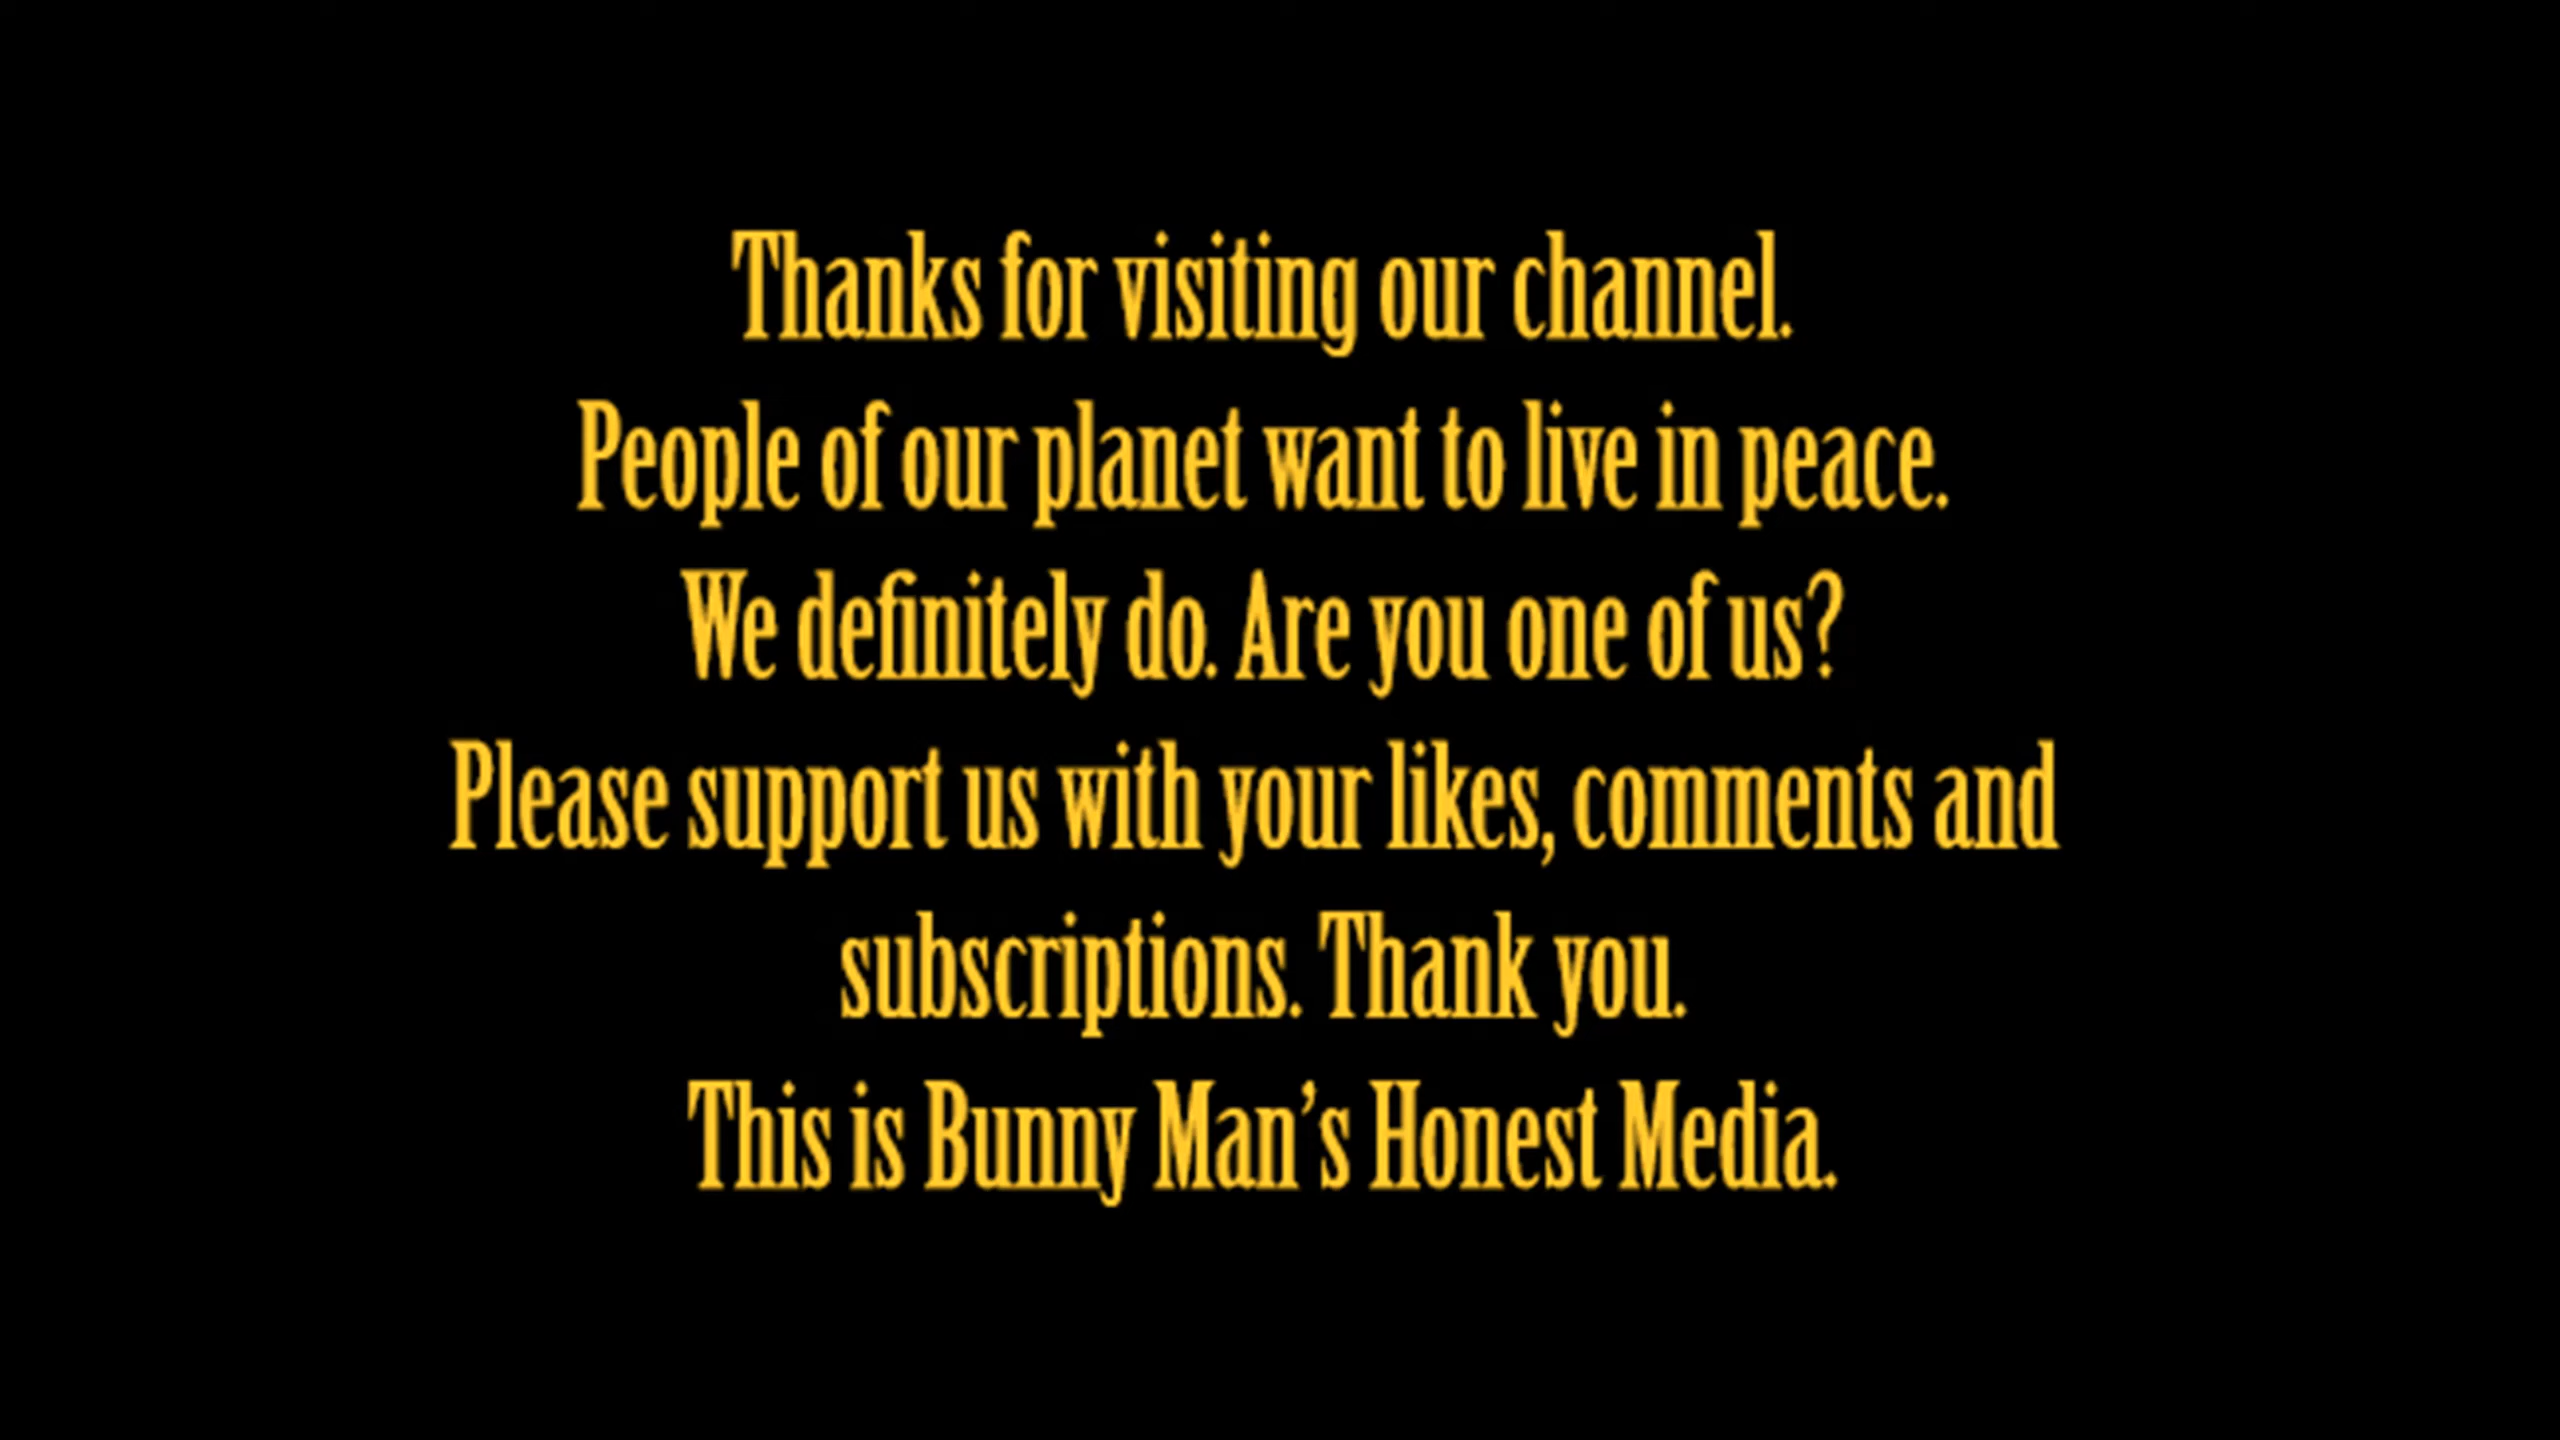 Thanks for visiting our channel.
People of our planet want to live in peace.
We definitely do. Are you one of us?
Please support us with your likes, comments and
subscriptions. Thank you.
This is Bunny Man’s Honest Media.